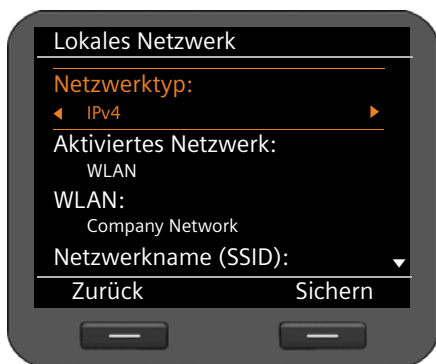 Lokales Netzwerk
Netzwerktyp:
IPv4
Aktiviertes Netzwerk:
WLAN
WLAN:
Company Network
Netzwerkname (SSID):
Zurück Sichern